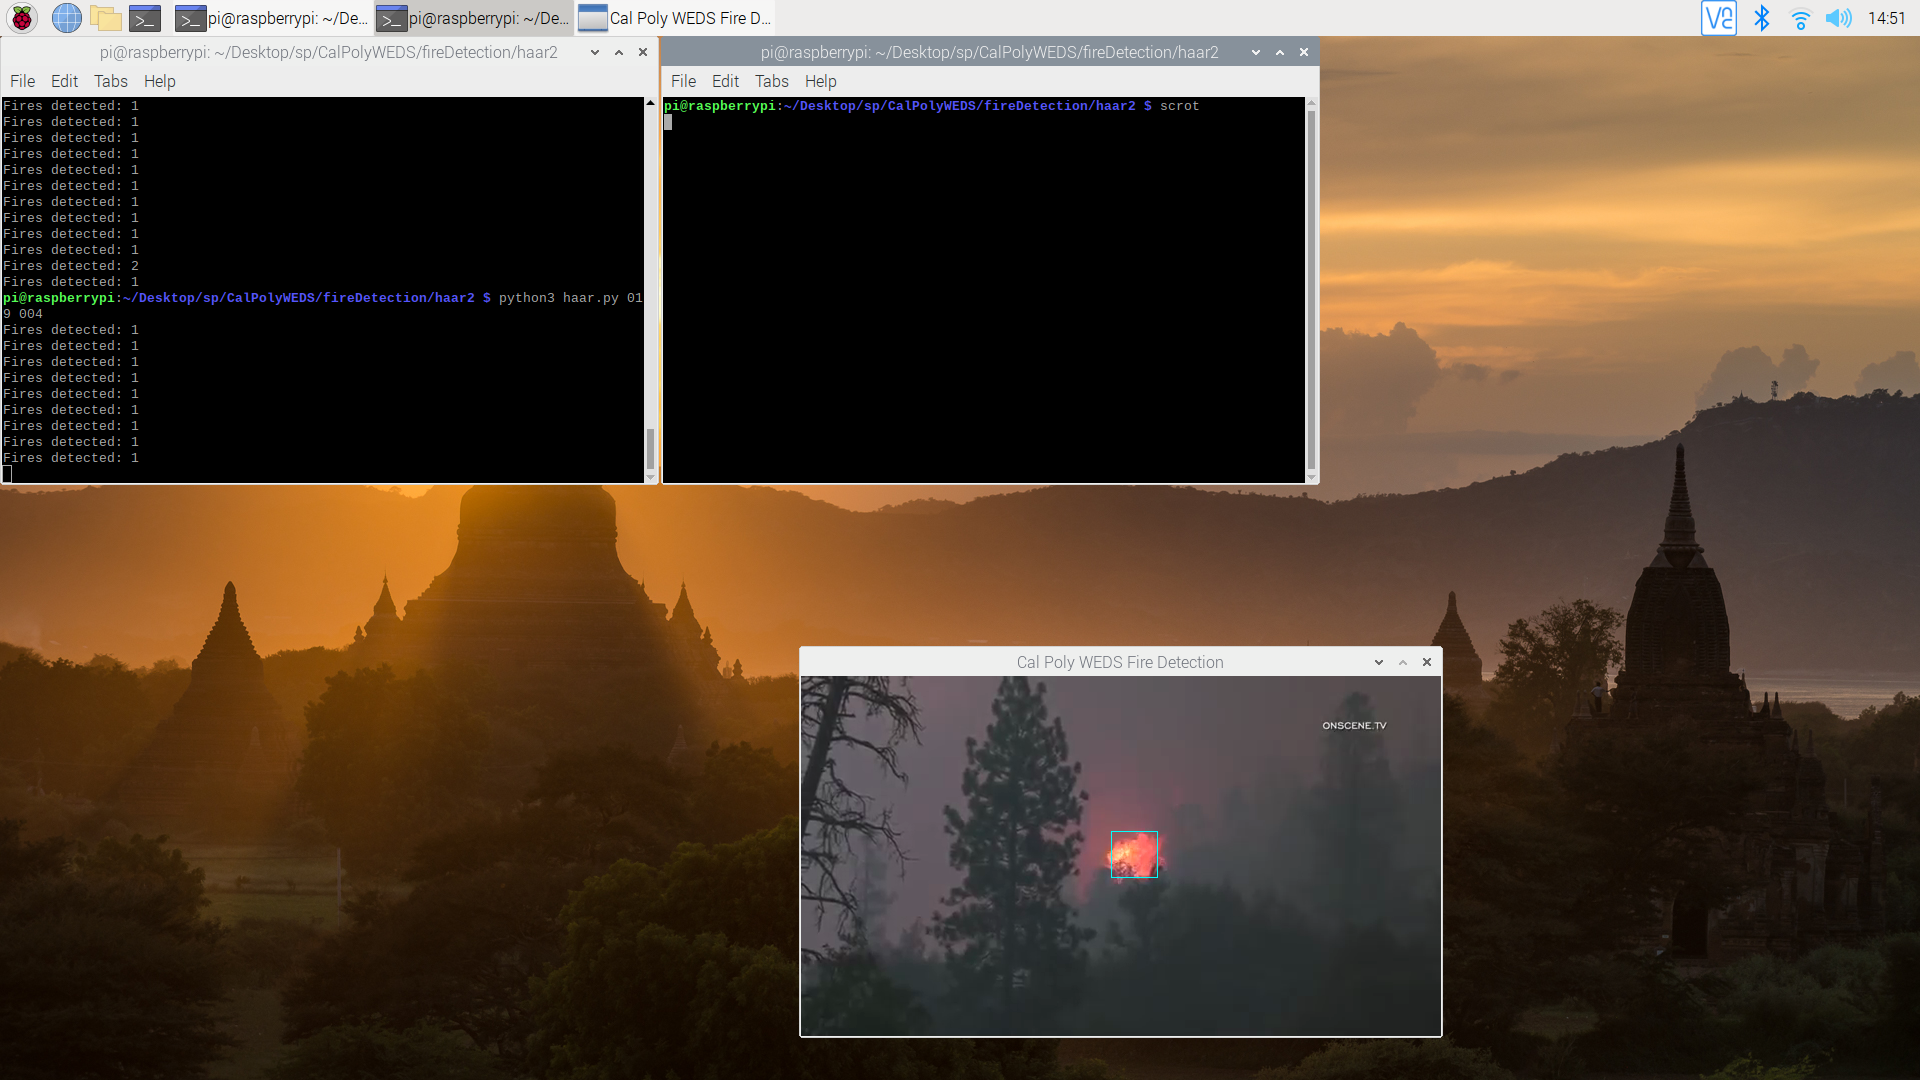 pi@raspberrypi: ~/De...
pi@raspberrypi: ~/De...
Cal Poly WEDS Fire D...
14:51
pi@raspberrypi: ~/Desktop/sp/CalPolyWEDS/fireDetection/haar2
File Edit Tabs Help
Fires detected: 1
Fires detected: 1
Fires detected: 1
Fires detected: 1
Fires detected: 1
Fires detected: 1
Fires detected: 1
Fires detected: 1
Fires detected: 1
Fires detected: 1
Fires detected: 2
Fires detected: 1
pi@raspberrypi:~/Desktop/sp/CalPolyWEDS/fireDetection/haar2 $ python3 haar.py 01
9 004
Fires detected: 1
Fires detected: 1
Fires detected: 1
Fires detected: 1
Fires detected: 1
Fires detected: 1
Fires detected: 1
Fires detected: 1
Fires detected: 1
pi@raspberrypi: ~/Desktop/sp/CalPolyWEDS/fireDetection/haar2
File Edit Tabs Help
pi@raspberrypi:~/Desktop/sp/CalPolyWEDS/fireDetection/haar2 $ scrot
Cal Poly WEDS Fire Detection
ONSCENE.TV